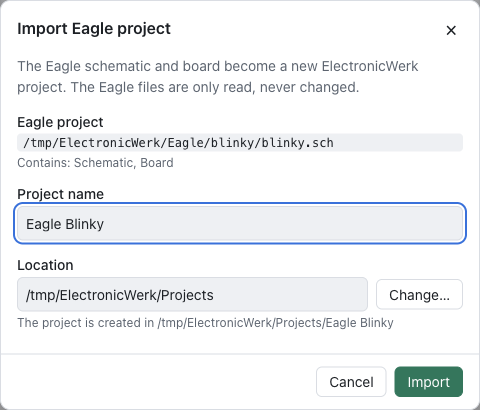 Import Eagle project
The Eagle schematic and board become a new ElectronicWerk
project. The Eagle files are only read, never changed.
Eagle project
/tmp/ElectronicWerk/Eagle/blinky/blinky.sch
Contains: Schematic, Board
Project name
Eagle Blinky
Location
/tmp/ElectronicWerk/Projects
Change...
The project is created in /tmp/ElectronicWerk/Projects/Eagle Blinky
Cancel
Import